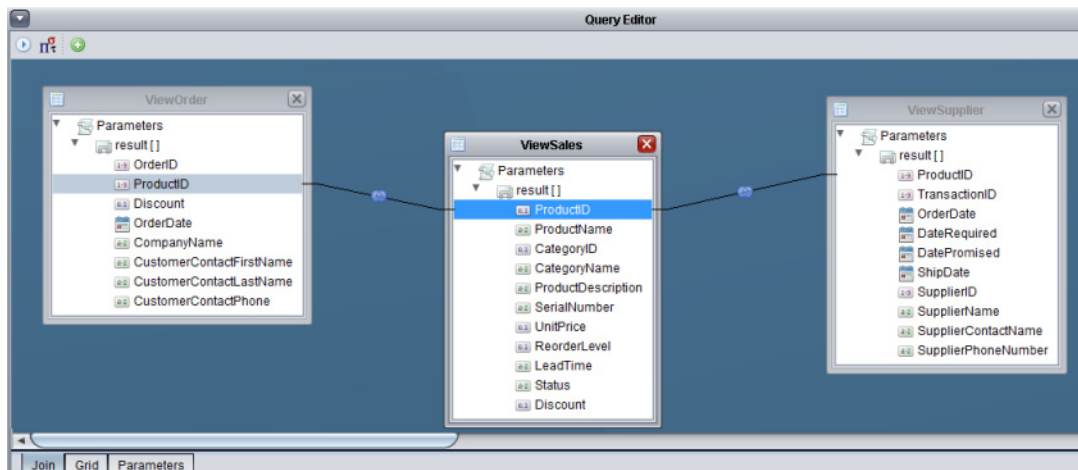 Query Editor
ViewOrder
Parameters
result [ ]
OrderID
ProductID
Discount
OrderDate
CompanyName
CustomerContactFirstName
CustomerContactLastName
CustomerContactPhone
ViewSales
Parameters
result [ ]
ProductID
ProductName
CategoryID
CategoryName
ProductDescription
SerialNumber
UnitPrice
ReorderLevel
LeadTime
Status
Discount
ViewSupplier
Parameters
result [ ]
ProductID
TransactionID
OrderDate
DateRequired
DatePromised
ShipDate
SupplierID
SupplierName
SupplierContactName
SupplierPhoneNumber
Join Grid Parameters